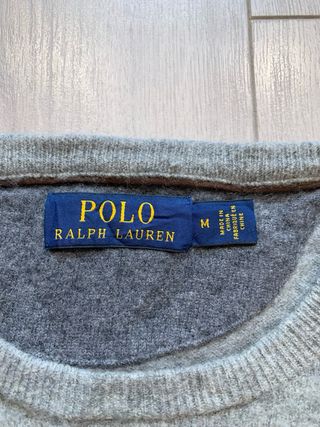 POLO
RALPH LAUREN
M
MADE IN
CHINA
FABRIQUÉ EN
CHINE